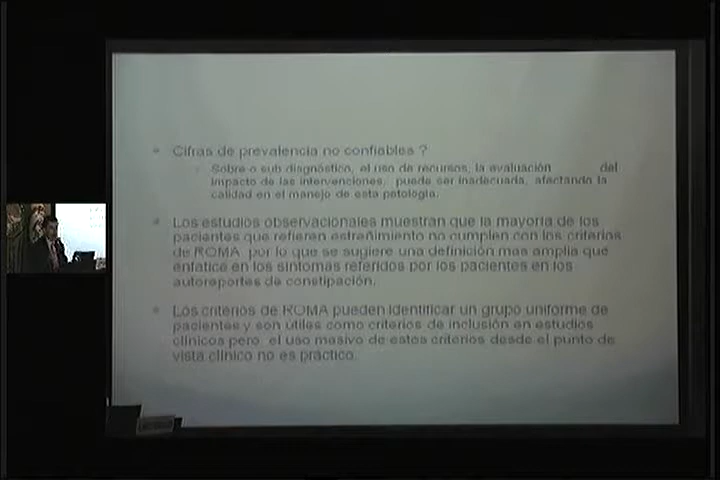 Cifras de prevalencia no confiables ?
Sobre o sub diagnóstico, el uso de recursos, la evaluación del
impacto de las intervenciones, puede ser inadecuada, afectando la
calidad en el manejo de esta patología.
Los estudios observacionales muestran que la mayoría de los
pacientes que refieren estreñimiento no cumplen con los criterios
de ROMA por lo que se sugiere una definición mas amplia que
enfatice en los síntomas referidos por los pacientes en los
autoreportes de constipación.
Los criterios de ROMA pueden identificar un grupo uniforme de
pacientes y son útiles como criterios de inclusión en estudios
clínicos pero el uso masivo de estos criterios desde el punto de
vista clínico no es práctico